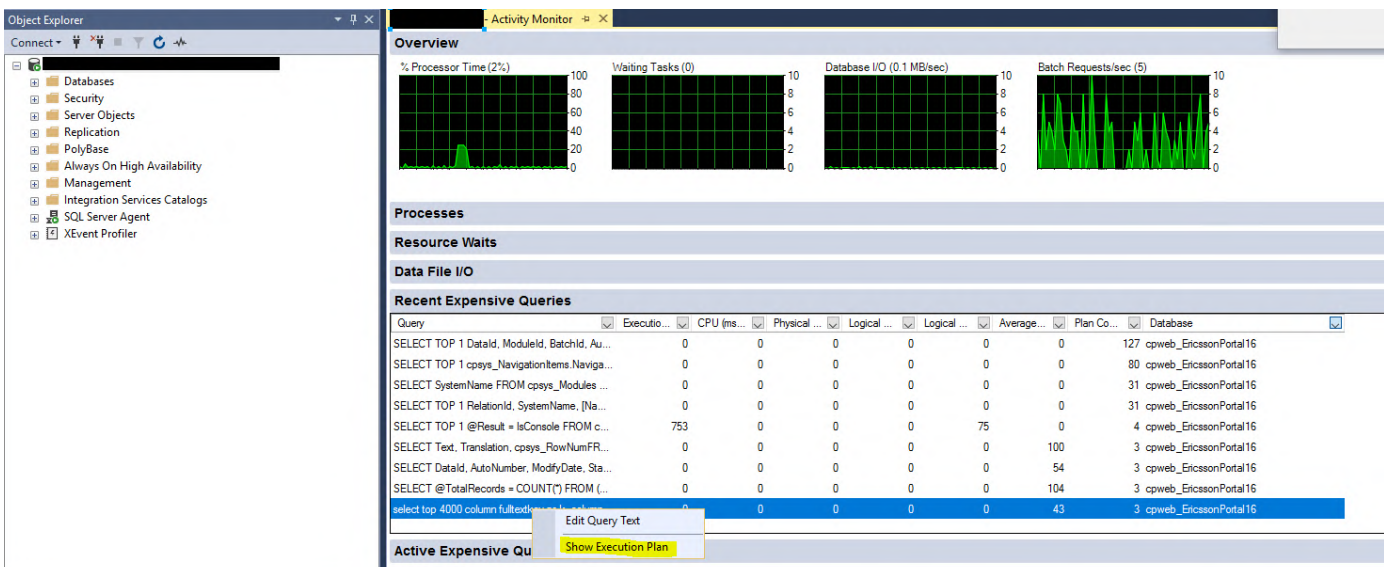 Object Explorer
Connect
Databases
Security
Server Objects
Replication
PolyBase
Always On High Availability
Management
Integration Services Catalogs
SQL Server Agent
XEvent Profiler
- Activity Monitor
Overview
% Processor Time (2%)
100
80
60
40
20
0
Waiting Tasks (0)
10
8
6
4
2
0
Database I/O (0.1 MB/sec)
10
8
6
4
2
0
Batch Requests/sec (5)
10
8
6
4
2
0
Processes
Resource Waits
Data File I/O
Recent Expensive Queries
Query Executio... CPU (ms... Physical ... Logical ... Logical ... Average... Plan Co... Database
SELECT TOP 1 DataId, ModuleId, BatchId, Au... 0 0 0 0 0 0 127 cpweb_EricssonPortal16
SELECT TOP 1 cpsys_NavigationItems.Naviga... 0 0 0 0 0 0 80 cpweb_EricssonPortal16
SELECT SystemName FROM cpsys_Modules ... 0 0 0 0 0 0 31 cpweb_EricssonPortal16
SELECT TOP 1 RelationId, SystemName, [Na... 0 0 0 0 0 0 31 cpweb_EricssonPortal16
SELECT TOP 1 @Result = IsConsole FROM c... 753 0 0 0 75 0 4 cpweb_EricssonPortal16
SELECT Text, Translation, cpsys_RowNumFR... 0 0 0 0 0 100 3 cpweb_EricssonPortal16
SELECT DataId, AutoNumber, ModifyDate, Sta... 0 0 0 0 0 54 3 cpweb_EricssonPortal16
SELECT @TotalRecords = COUNT(*) FROM (... 0 0 0 0 0 104 3 cpweb_EricssonPortal16
select top 4000 column fulltextkey 0 0 0 0 43 3 cpweb_EricssonPortal16
Edit Query Text
Show Execution Plan
Active Expensive Qu